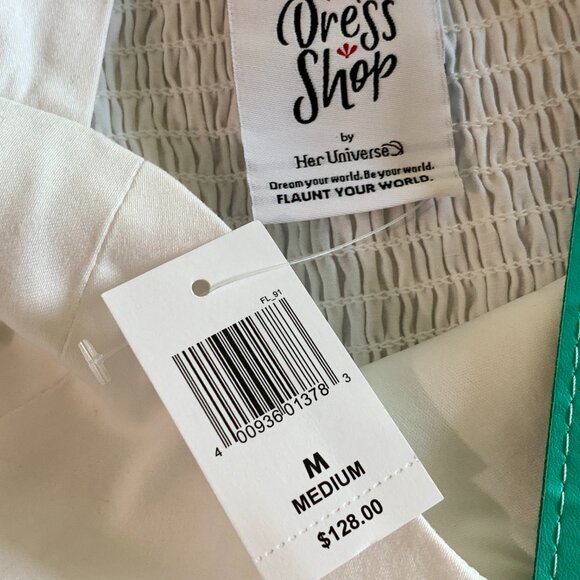 Dress
Shop
by
Her Universe
Dream your world. Be your world.
FLAUNT YOUR WORLD.
FL_91
4 00936 01378 3
M
MEDIUM
$128.00